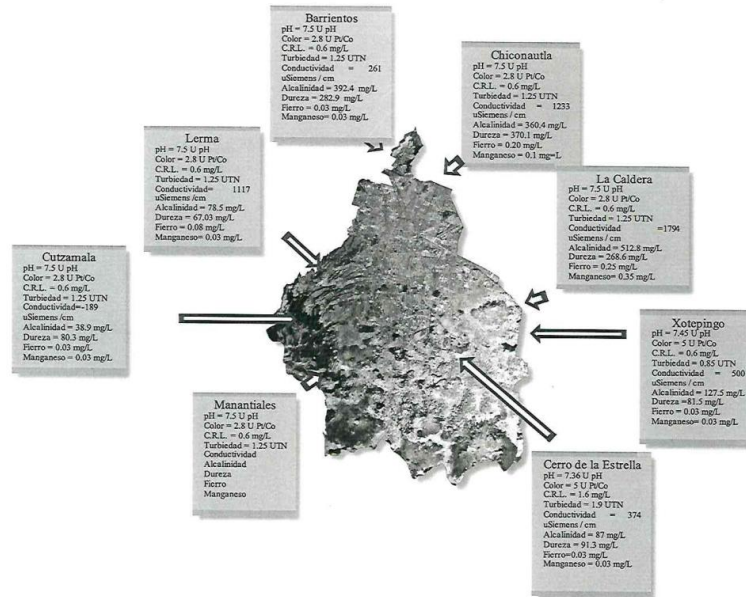 Barrientos
pH = 7.5 U pH
Color = 2.8 U Pt/Co
C.R.L. = 0.6 mg/L
Turbiedad = 1.25 UTN
Conductividad = 261
uSiemens / cm
Alcalinidad = 392.4 mg/L
Dureza = 282.9 mg/L
Fierro = 0.03 mg/L
Manganeso= 0.03 mg/L
Chiconautla
pH = 7.5 U pH
Color = 2.8 U Pt/Co
C.R.L. = 0.6 mg/L
Turbiedad = 1.25 UTN
Conductividad = 1233
uSiemens / cm
Alcalinidad = 360.4 mg/L
Dureza = 370.1 mg/L
Fierro = 0.20 mg/L
Manganeso = 0.1 mg=L
Lerma
pH = 7.5 U pH
Color = 2.8 U Pt/Co
C.R.L. = 0.6 mg/L
Turbiedad = 1.25 UTN
Conductividad= 1117
uSiemens /cm
Alcalinidad = 78.5 mg/L
Dureza = 67.03 mg/L
Fierro = 0.08 mg/L
Manganeso= 0.03 mg/L
La Caldera
pH = 7.5 U pH
Color = 2.8 U Pt/Co
C.R.L. = 0.6 mg/L
Turbiedad = 1.25 UTN
Conductividad =1794
uSiemens / cm
Alcalinidad = 512.8 mg/L
Dureza = 268.6 mg/L
Fierro = 0.25 mg/L
Manganeso= 0.35 mg/L
Cutzamala
pH = 7.5 U pH
Color = 2.8 U Pt/Co
C.R.L. = 0.6 mg/L
Turbiedad = 1.25 UTN
Conductividad=-189
uSiemens /cm
Alcalinidad = 38.9 mg/L
Dureza = 80.3 mg/L
Fierro = 0.03 mg/L
Manganeso = 0.03 mg/L
Xotepingo
pH = 7.45 U pH
Color = 5 U Pt/Co
C.R.L. = 0.6 mg/L
Turbiedad = 0.85 UTN
Conductividad = 500
uSiemens / cm
Alcalinidad = 127.5 mg/L
Dureza =81.5 mg/L
Fierro = 0.03 mg/L
Manganeso= 0.03 mg/L
Manantiales
pH = 7.5 U pH
Color = 2.8 U Pt/Co
C.R.L. = 0.6 mg/L
Turbiedad = 1.25 UTN
Conductividad
Alcalinidad
Dureza
Fierro
Manganeso
Cerro de la Estrella
pH = 7.36 U pH
Color = 5 U Pt/Co
C.R.L. = 1.6 mg/L
Turbiedad = 1.9 UTN
Conductividad = 374
uSiemens / cm
Alcalinidad = 87 mg/L
Dureza = 91.3 mg/L
Fierro=0.03 mg/L
Manganeso = 0.03 mg/L